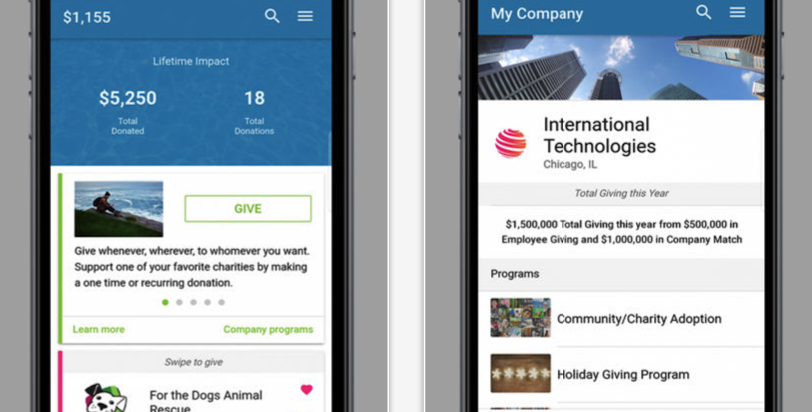 $1,155
Lifetime Impact
$5,250
18
Total
Donated
Total
Donations
GIVE
Give whenever, wherever, to whomever you want.
Support one of your favorite charities by making
a one time or recurring donation.
Learn more
Company programs
Swipe to give
For the Dogs Animal
Rescue
My Company
International
Technologies
Chicago, IL
Total Giving this Year
$1,500,000 Total Giving this year from $500,000 in
Employee Giving and $1,000,000 in Company Match
Programs
Community/Charity Adoption
Holiday Giving Program